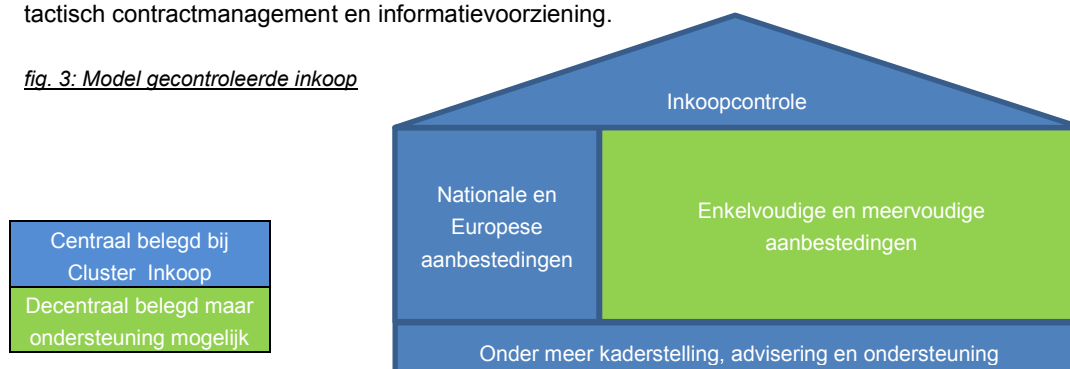 tactisch contractmanagement en informatievoorziening.
fig. 3: Model gecontroleerde inkoop
Inkoopcontrole
Nationale en
Europese
aanbestedingen
Enkelvoudige en meervoudige
aanbestedingen
Centraal belegd bij
Cluster Inkoop
Decentraal belegd maar
ondersteuning mogelijk
Onder meer kaderstelling, advisering en ondersteuning